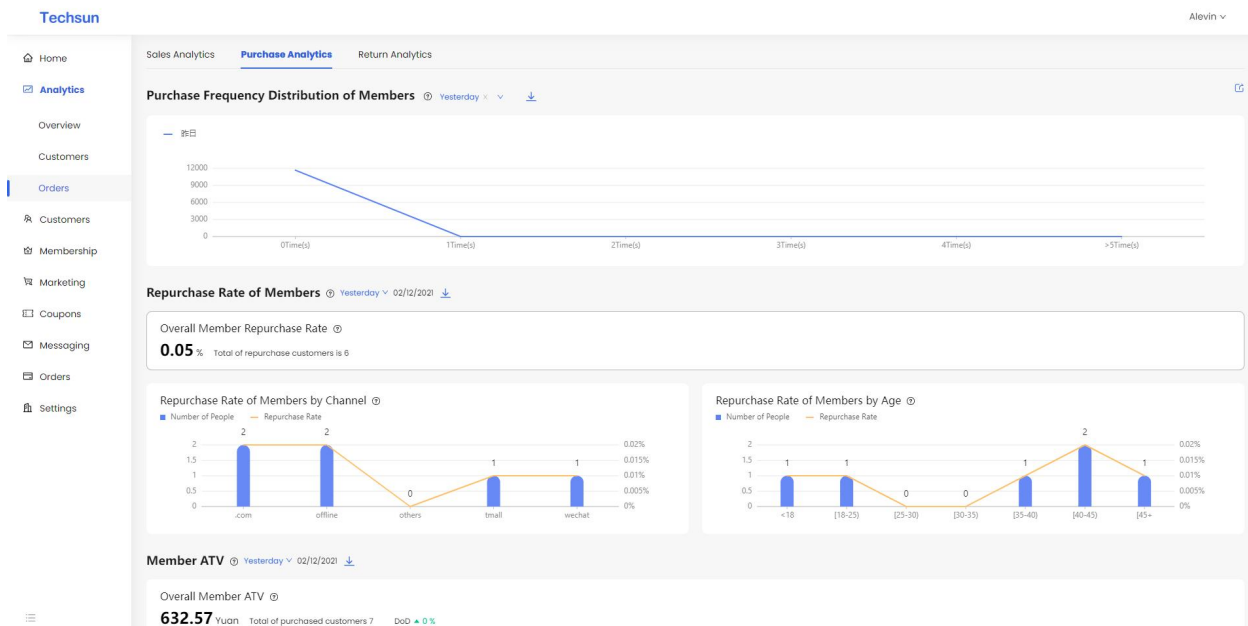 Techsun
Alevin
Home
Analytics
Overview
Customers
Orders
Customers
Membership
Marketing
Coupons
Messaging
Orders
Settings
Sales Analytics Purchase Analytics Return Analytics
Purchase Frequency Distribution of Members Yesterday
昨日
12000
9000
6000
3000
0
0Time(s) 1Time(s) 2Time(s) 3Time(s) 4Time(s) >5Time(s)
Repurchase Rate of Members Yesterday 02/12/2021
Overall Member Repurchase Rate
0.05 % Total of repurchase customers is 6
Repurchase Rate of Members by Channel
Number of People Repurchase Rate
2 2
2 0.02%
1.5 0.015%
1 1
1 0.01%
0
0.5 0.005%
0 0%
.com offline others tmall wechat
Repurchase Rate of Members by Age
Number of People Repurchase Rate
2
2 0.02%
1.5 0.015%
1 1 1 1
1 0.01%
0 0
0.5 0.005%
0 0%
<18 [18-25) [25-30) [30-35) [35-40) [40-45) [45+
Member ATV Yesterday 02/12/2021
Overall Member ATV
632.57 Yuan Total of purchased customers 7 DoD 0 %